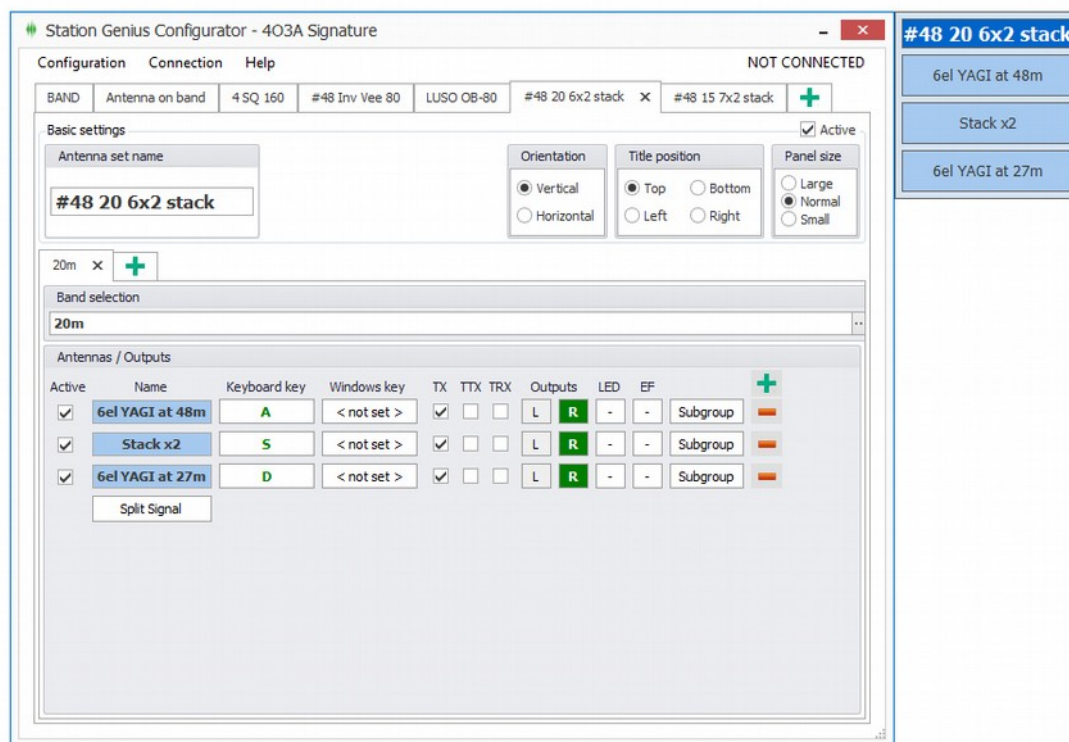 Station Genius Configurator - 4O3A Signature
Configuration Connection Help NOT CONNECTED
BAND Antenna on band 4 SQ 160 #48 Inv Vee 80 LUSO OB-80 #48 20 6x2 stack #48 15 7x2 stack
Basic settings Active
Antenna set name Orientation Title position Panel size
#48 20 6x2 stack
Vertical Top Bottom Large
Normal
Horizontal Left Right Small
20m
Band selection
20m
Antennas / Outputs
Active Name Keyboard key Windows key TX TTX TRX Outputs LED EF
6el YAGI at 48m A < not set > L R - - Subgroup
Stack x2 S < not set > L R - - Subgroup
6el YAGI at 27m D < not set > L R - - Subgroup
Split Signal
#48 20 6x2 stack
6el YAGI at 48m
Stack x2
6el YAGI at 27m